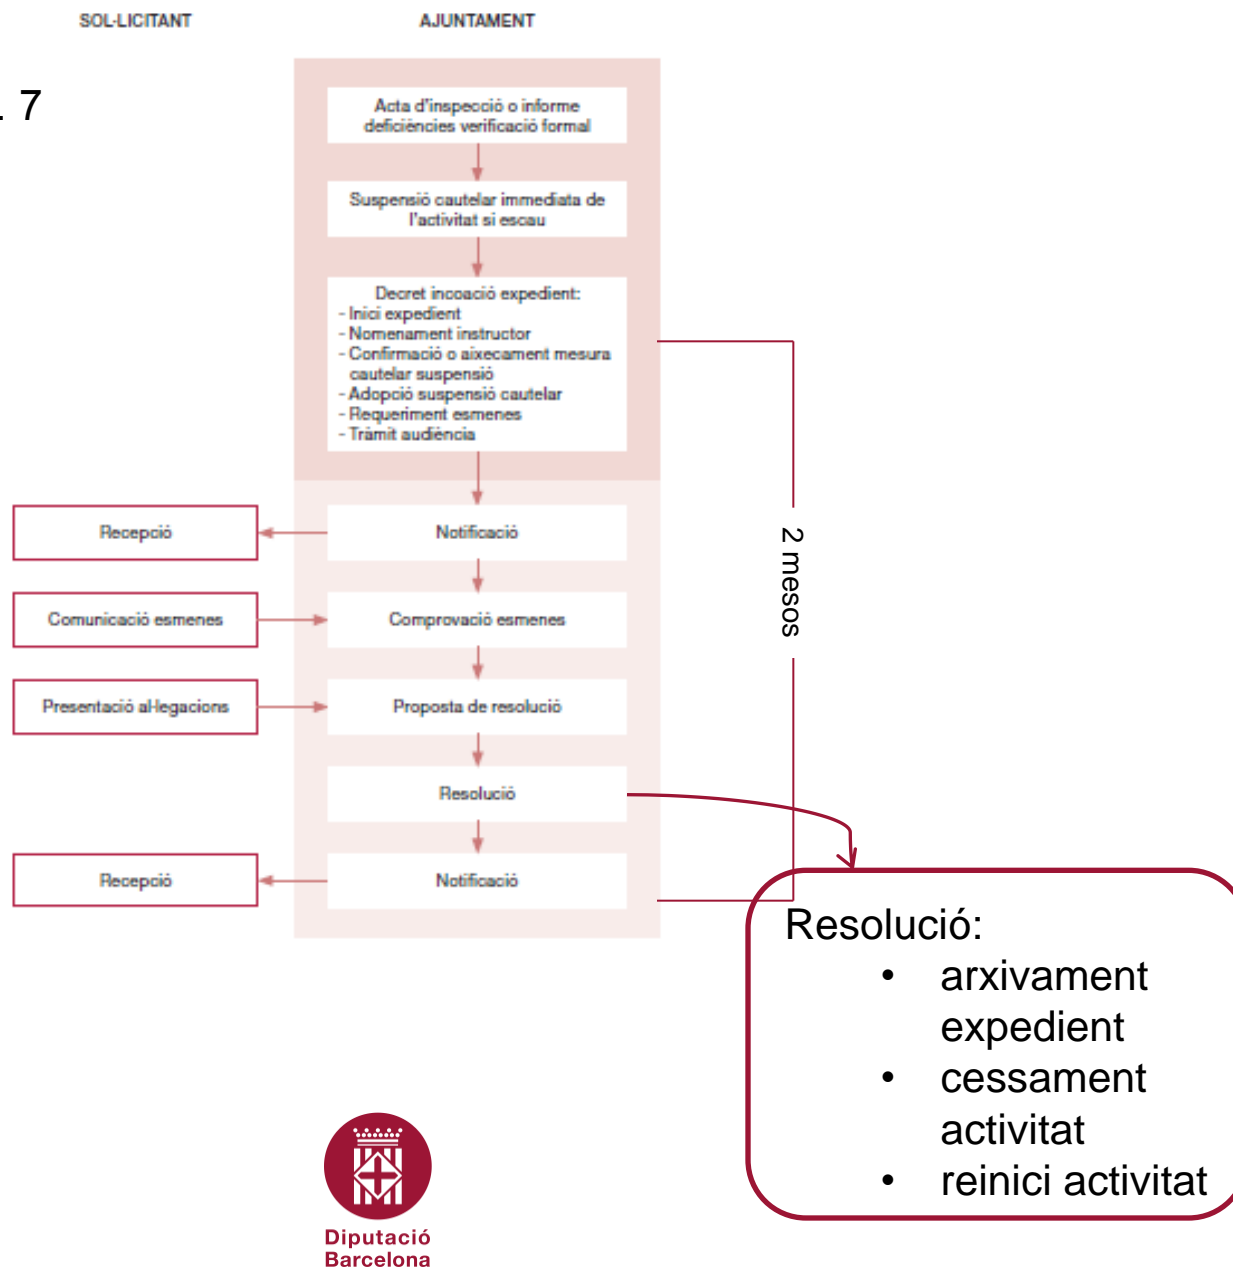 SOL·LICITANT
AJUNTAMENT
. 7
Acta d'inspecció o informe
deficiències verificació formal
Suspensió cautelar immediata de
l'activitat si escau
Decret incoació expedient:
- Inici expedient
- Nomenament instructor
- Confirmació o aixecament mesura
cautelar suspensió
- Adopció suspensió cautelar
- Requeriment esmenes
- Tràmit audiència
Recepció
Notificació
2 mesos
Comunicació esmenes
Comprovació esmenes
Presentació al·legacions
Proposta de resolució
Resolució
Recepció
Notificació
Resolució:
• arxivament
expedient
• cessament
activitat
• reinici activitat
Diputació
Barcelona